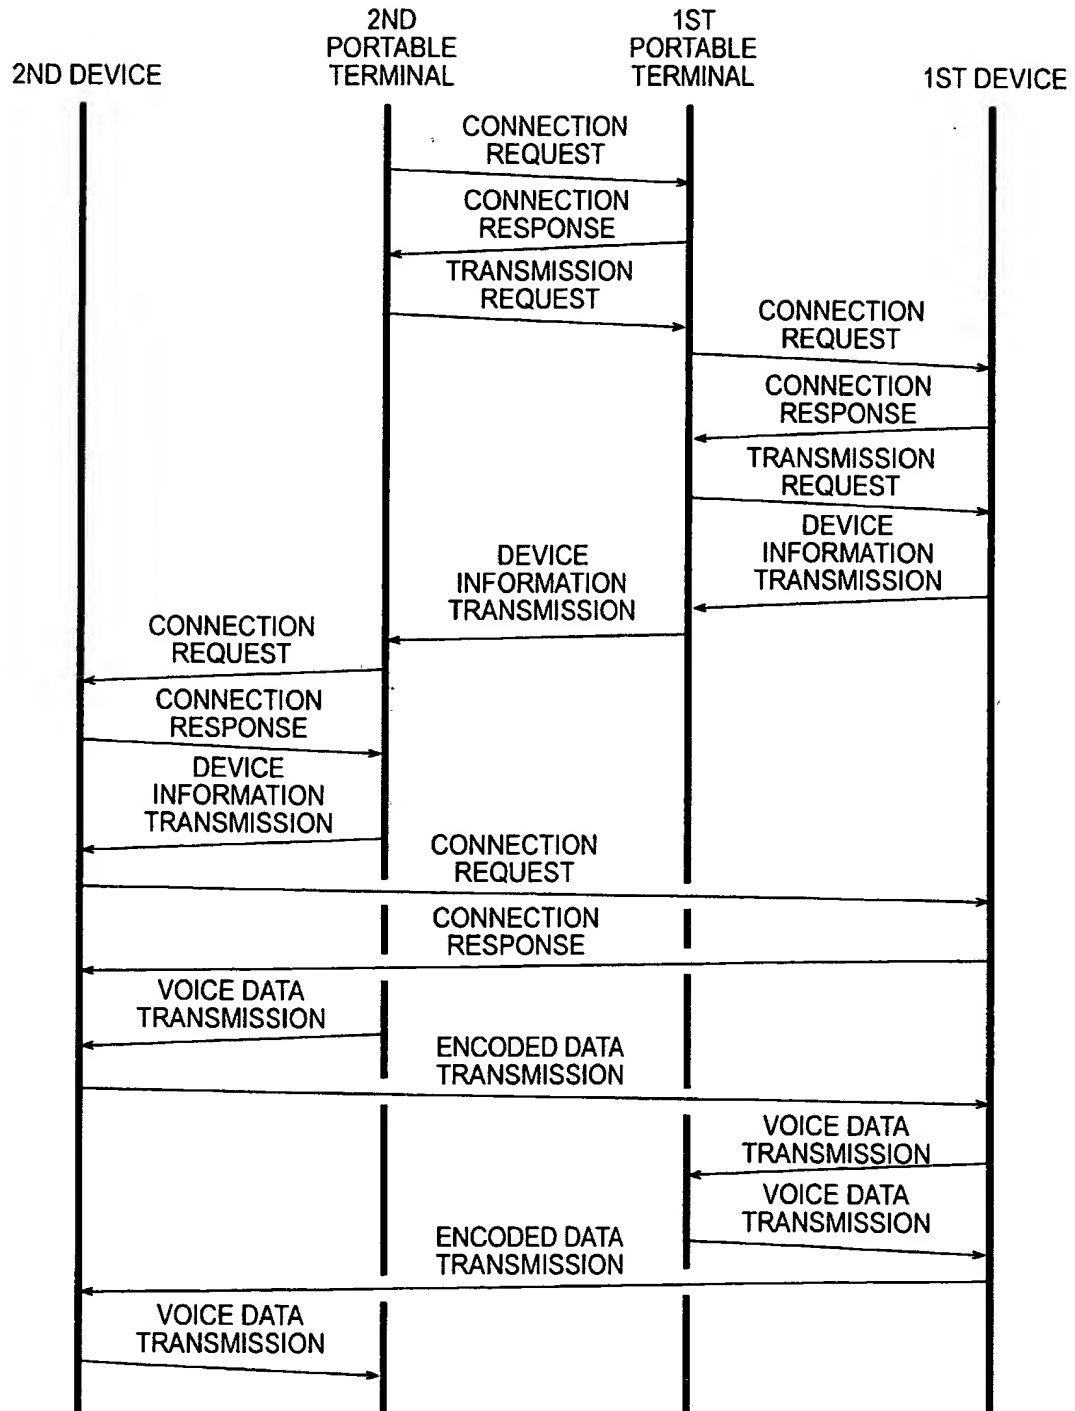 2ND DEVICE
2ND
PORTABLE
TERMINAL
1ST
PORTABLE
TERMINAL
1ST DEVICE
CONNECTION
REQUEST
CONNECTION
RESPONSE
TRANSMISSION
REQUEST
CONNECTION
REQUEST
CONNECTION
RESPONSE
TRANSMISSION
REQUEST
DEVICE
INFORMATION
TRANSMISSION
DEVICE
INFORMATION
TRANSMISSION
CONNECTION
REQUEST
CONNECTION
RESPONSE
DEVICE
INFORMATION
TRANSMISSION
CONNECTION
REQUEST
CONNECTION
RESPONSE
VOICE DATA
TRANSMISSION
ENCODED DATA
TRANSMISSION
VOICE DATA
TRANSMISSION
VOICE DATA
TRANSMISSION
ENCODED DATA
TRANSMISSION
VOICE DATA
TRANSMISSION